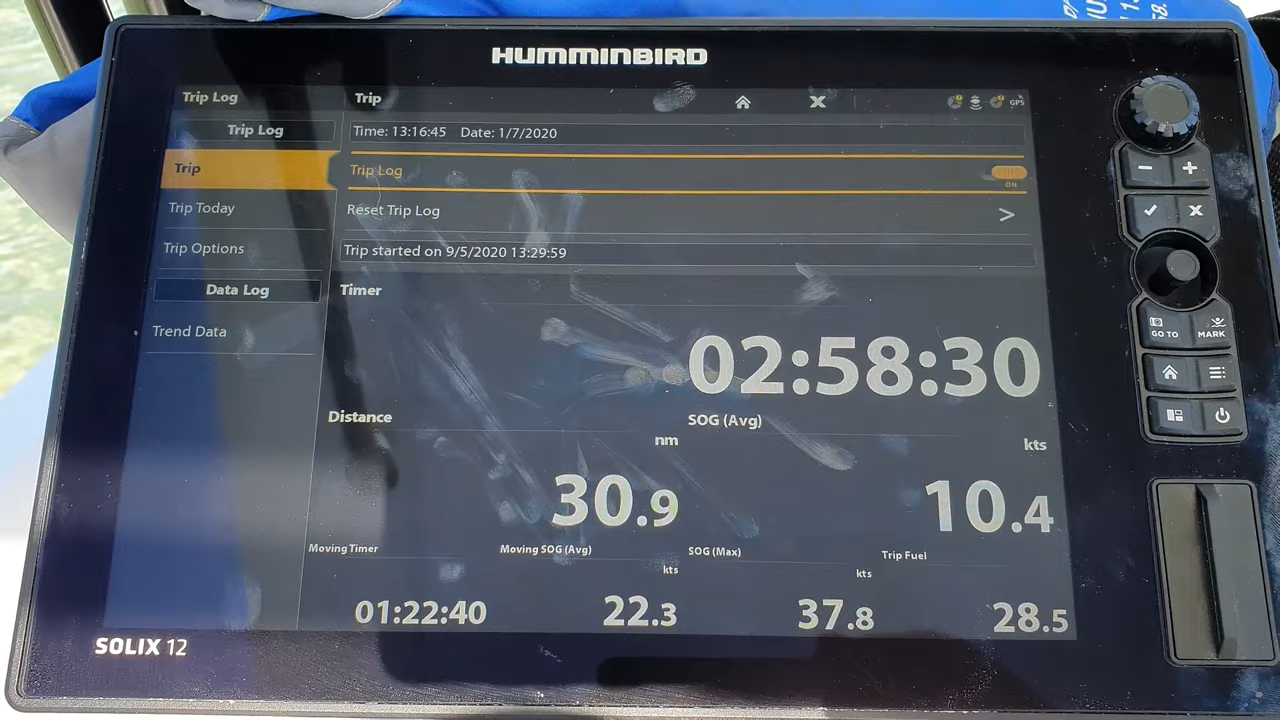 HUMMINBIRD
Trip Log
Trip
GPS
Trip Log
Time: 13:16:45 Date: 1/7/2020
Trip
Trip Log
ON
Trip Today
Reset Trip Log
>
Trip Options
Trip started on 9/5/2020 13:29:59
Data Log
Timer
Trend Data
02:58:30
Distance
SOG (Avg)
nm
kts
30.9
10.4
Moving Timer
Moving SOG (Avg)
SOG (Max)
Trip Fuel
kts
kts
01:22:40
22.3
37.8
28.5
SOLIX 12
GO TO
MARK
58.